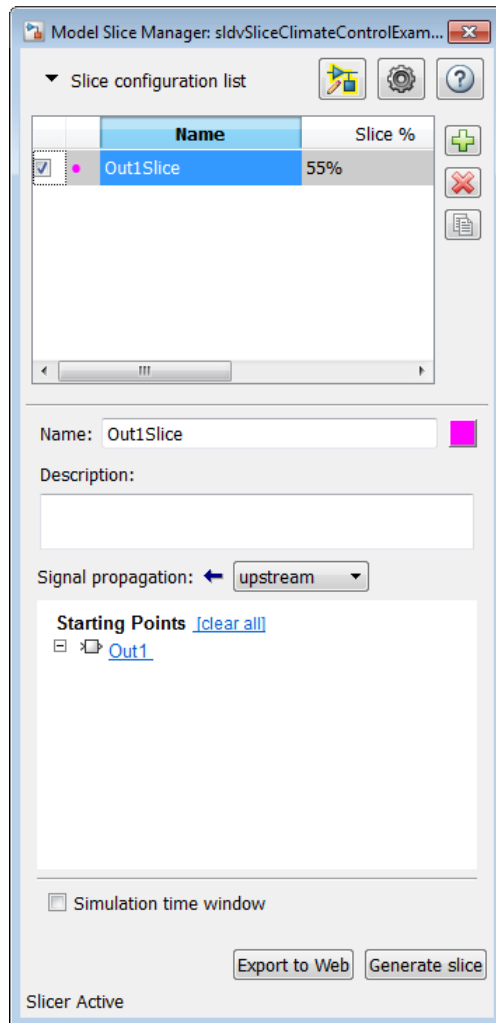 Model Slice Manager: sldvSliceClimateControlExam...
Slice configuration list
Name Slice %
Out1Slice 55%
Name: Out1Slice
Description:
Signal propagation: upstream
Starting Points [clear all]
Out1
Simulation time window
Export to Web Generate slice
Slicer Active